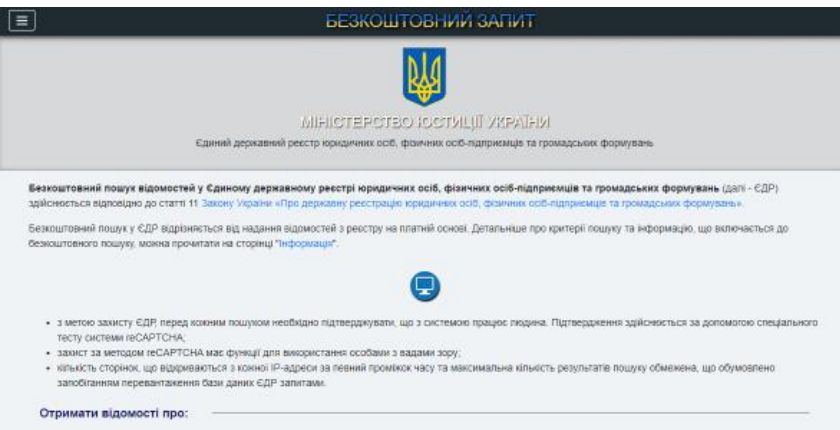 БЕЗКОШТОВНИЙ ЗАПИТ
МІНІСТЕРСТВО ЮСТИЦІЇ УКРАЇНИ
Єдиний державний реєстр юридичних осіб, фізичних осіб-підприємців та громадських формувань
Безкоштовний пошук відомостей у Єдиному державному реєстрі юридичних осіб, фізичних осіб-підприємців та громадських формувань (далі - ЄДР)
здійснюється відповідно до статті 11 Закону України «Про державну реєстрацію юридичних осіб, фізичних осіб-підприємців та громадських формувань».
Безкоштовний пошук у ЄДР відрізняється від надання відомостей з реєстру на платній основі. Детальніше про критерії пошуку та інформацію, що включається до
безкоштовного пошуку, можна прочитати на сторінці "Інформація".
• з метою захисту ЄДР, перед кожним пошуком необхідно підтверджувати, що з системою працює людина. Підтвердження здійснюється за допомогою спеціального
тесту системи reCAPTCHA;
• захист за методом reCAPTCHA має функції для використання особами з вадами зору;
• кількість сторінок, що відкриваються з кожної IP-адреси за певний проміжок часу та максимальна кількість результатів пошуку обмежена, що обумовлено
запобіганням перевантаження бази даних ЄДР запитами.
Отримати відомості про: